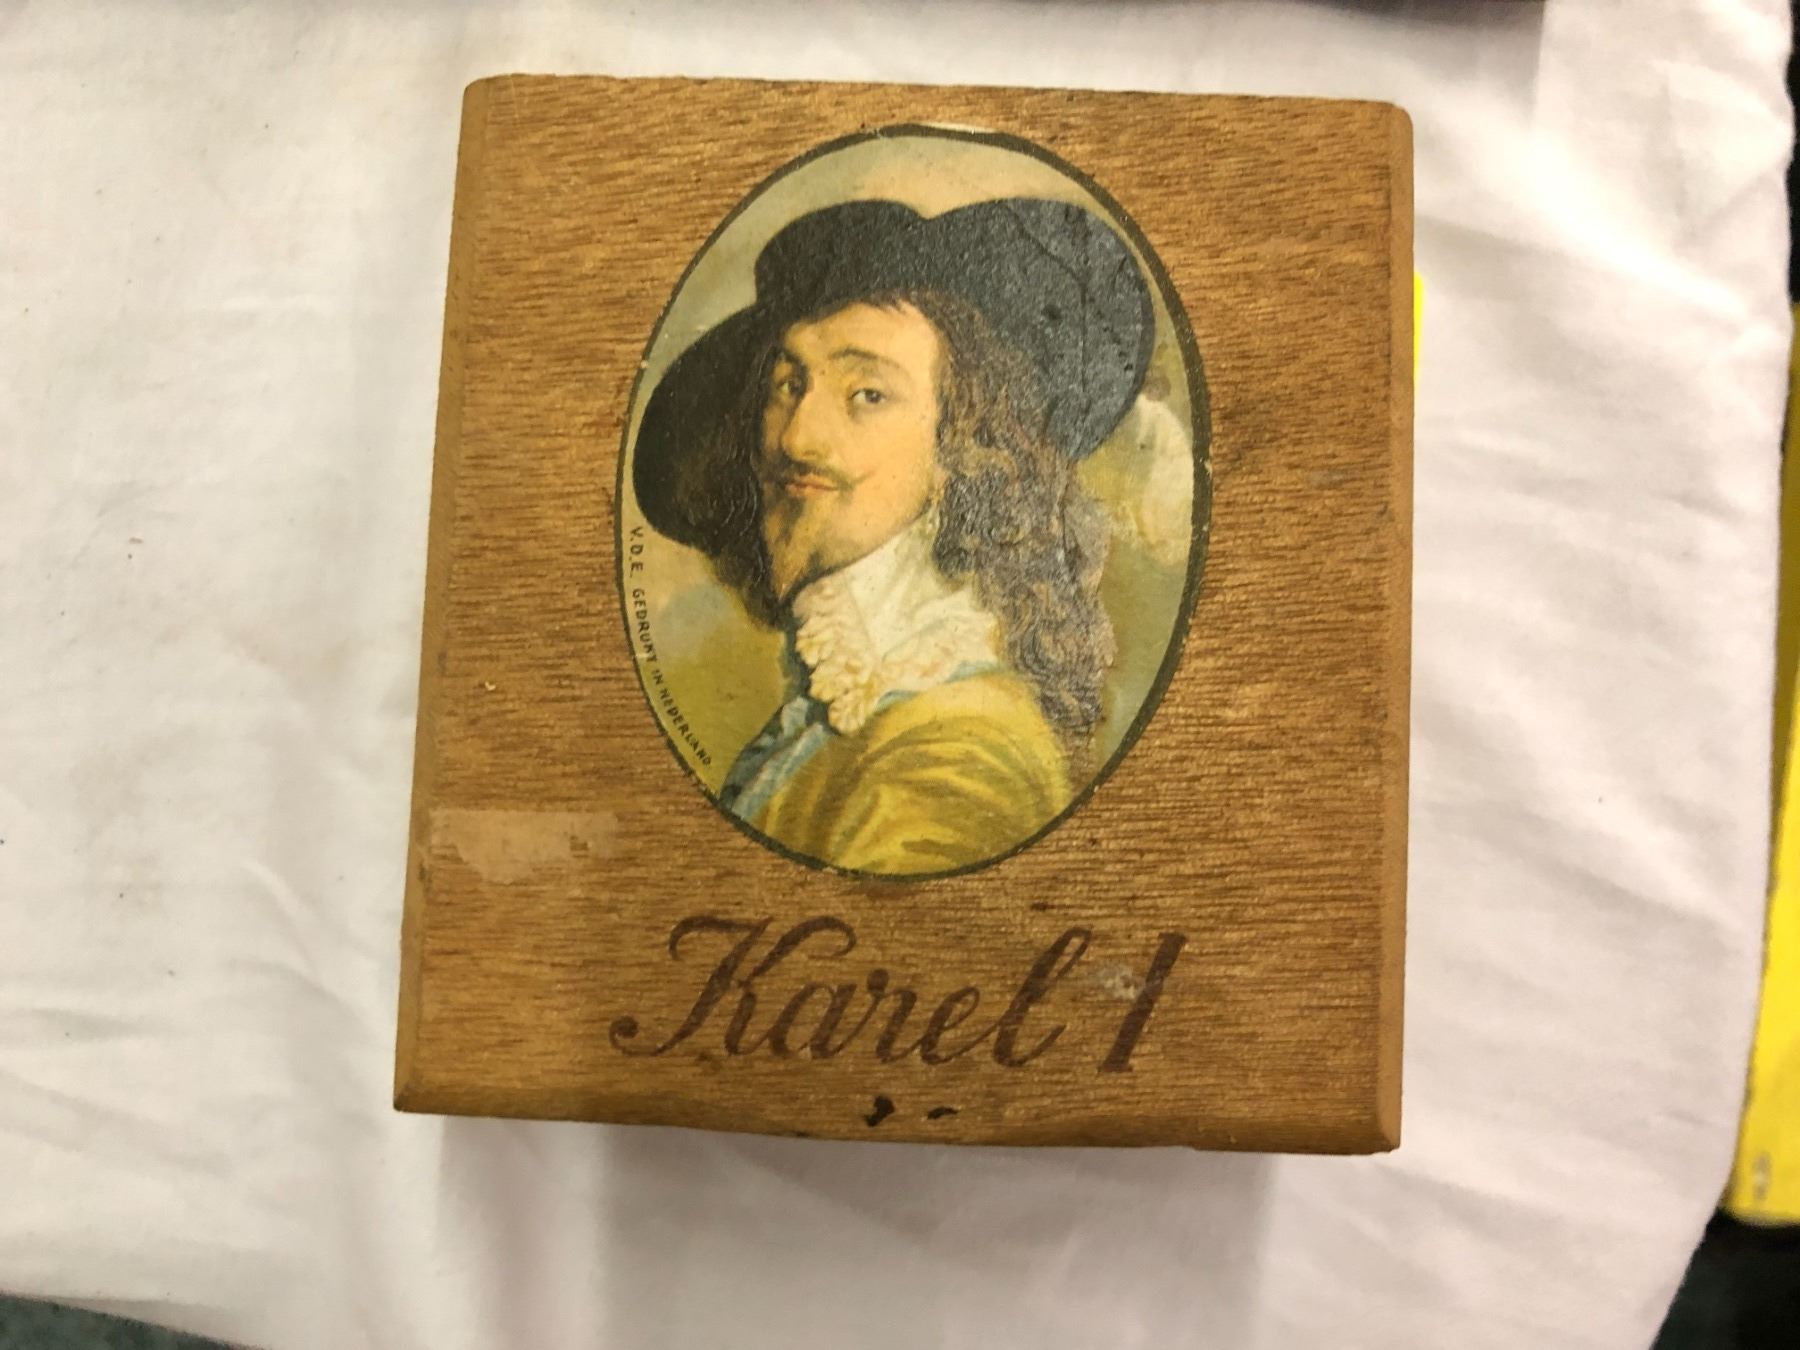 V.D.E. GEDRUKT IN NEDERLAND
Karel I